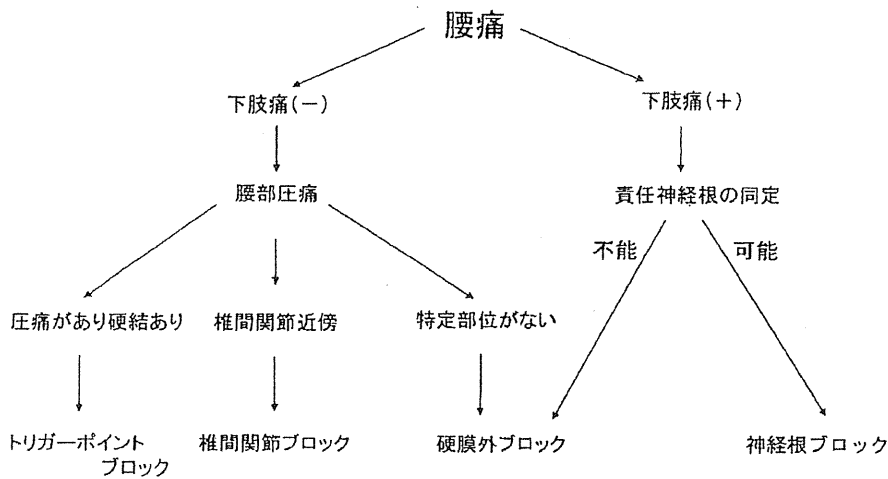 腰痛
下肢痛(－)
下肢痛(＋)
腰部圧痛
責任神経根の同定
不能
可能
圧痛があり硬結あり
椎間関節近傍
特定部位がない
トリガーポイント
ブロック
椎間関節ブロック
硬膜外ブロック
神経根ブロック